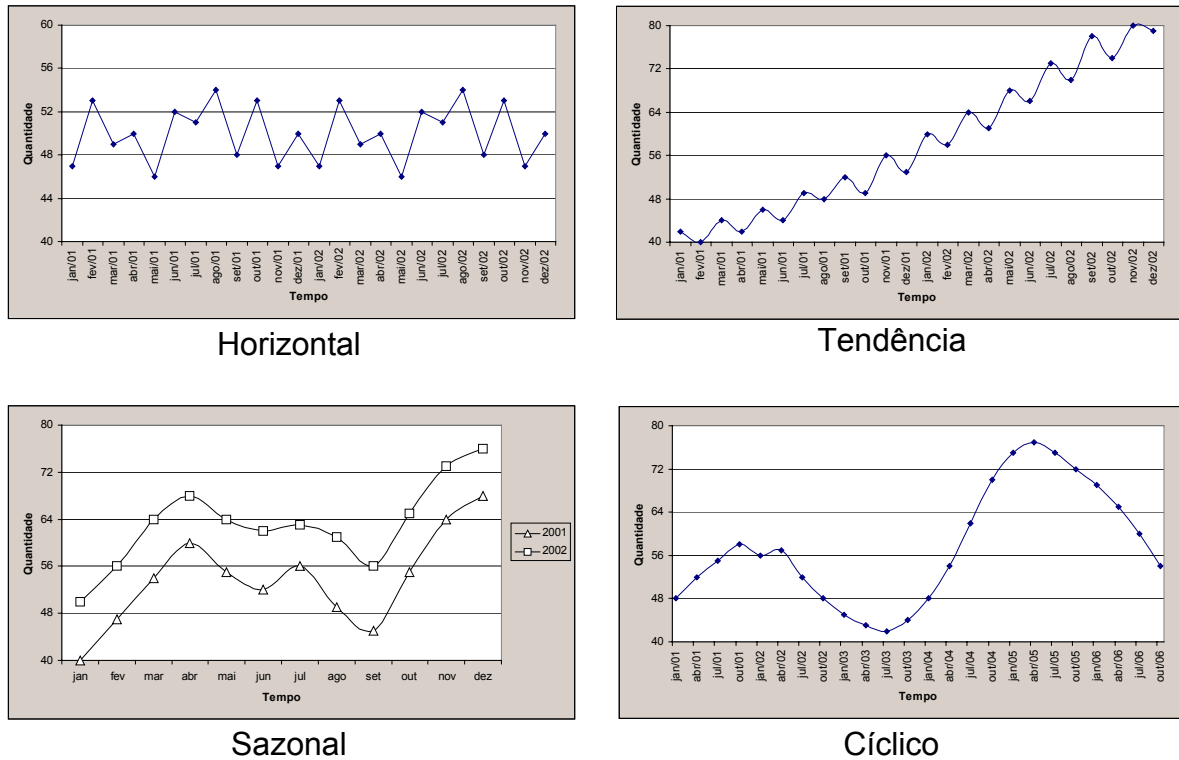 60
56
52
48
44
40
Quantidade
jan/01 fev/01 mar/01 abr/01 mai/01 jun/01 jul/01 ago/01 set/01 out/01 nov/01 dez/01 jan/02 fev/02 mar/02 abr/02 mai/02 jun/02 jul/02 ago/02 set/02 out/02 nov/02 dez/02
Tempo
Horizontal
80
72
64
56
48
40
Quantidade
jan/01 fev/01 mar/01 abr/01 mai/01 jun/01 jul/01 ago/01 set/01 out/01 nov/01 dez/01 jan/02 fev/02 mar/02 abr/02 mai/02 jun/02 jul/02 ago/02 set/02 out/02 nov/02 dez/02
Tempo
Tendência
80
72
64
56
48
40
Quantidade
jan fev mar abr mai jun jul ago set out nov dez
Tempo
2001
2002
Sazonal
80
72
64
56
48
40
Quantidade
jan/01 abr/01 jul/01 out/01 jan/02 abr/02 jul/02 out/02 jan/03 abr/03 jul/03 out/03 jan/04 abr/04 jul/04 out/04 jan/05 abr/05 jul/05 out/05 jan/06 abr/06 jul/06 out/06
Tempo
Cíclico